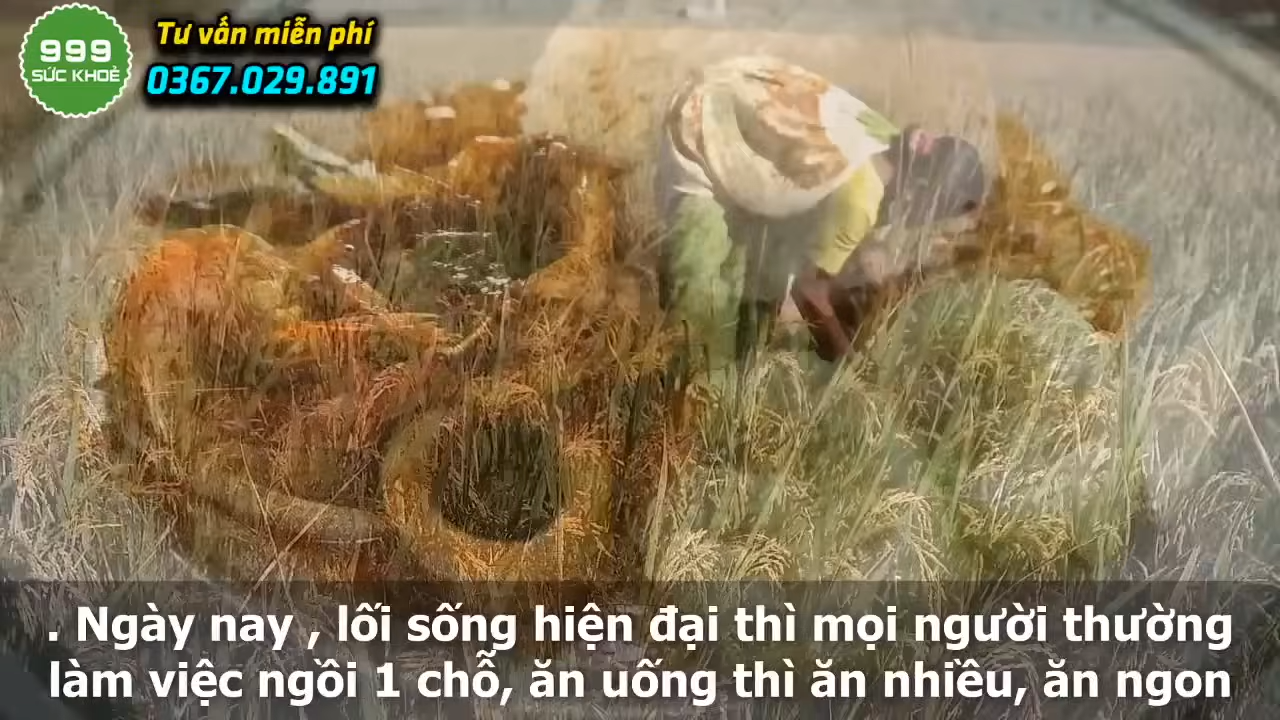 999
SỨC KHOẺ
Tư vấn miễn phí
0367.029.891
. Ngày nay , lối sống hiện đại thì mọi người thường
làm việc ngồi 1 chỗ, ăn uống thì ăn nhiều, ăn ngon